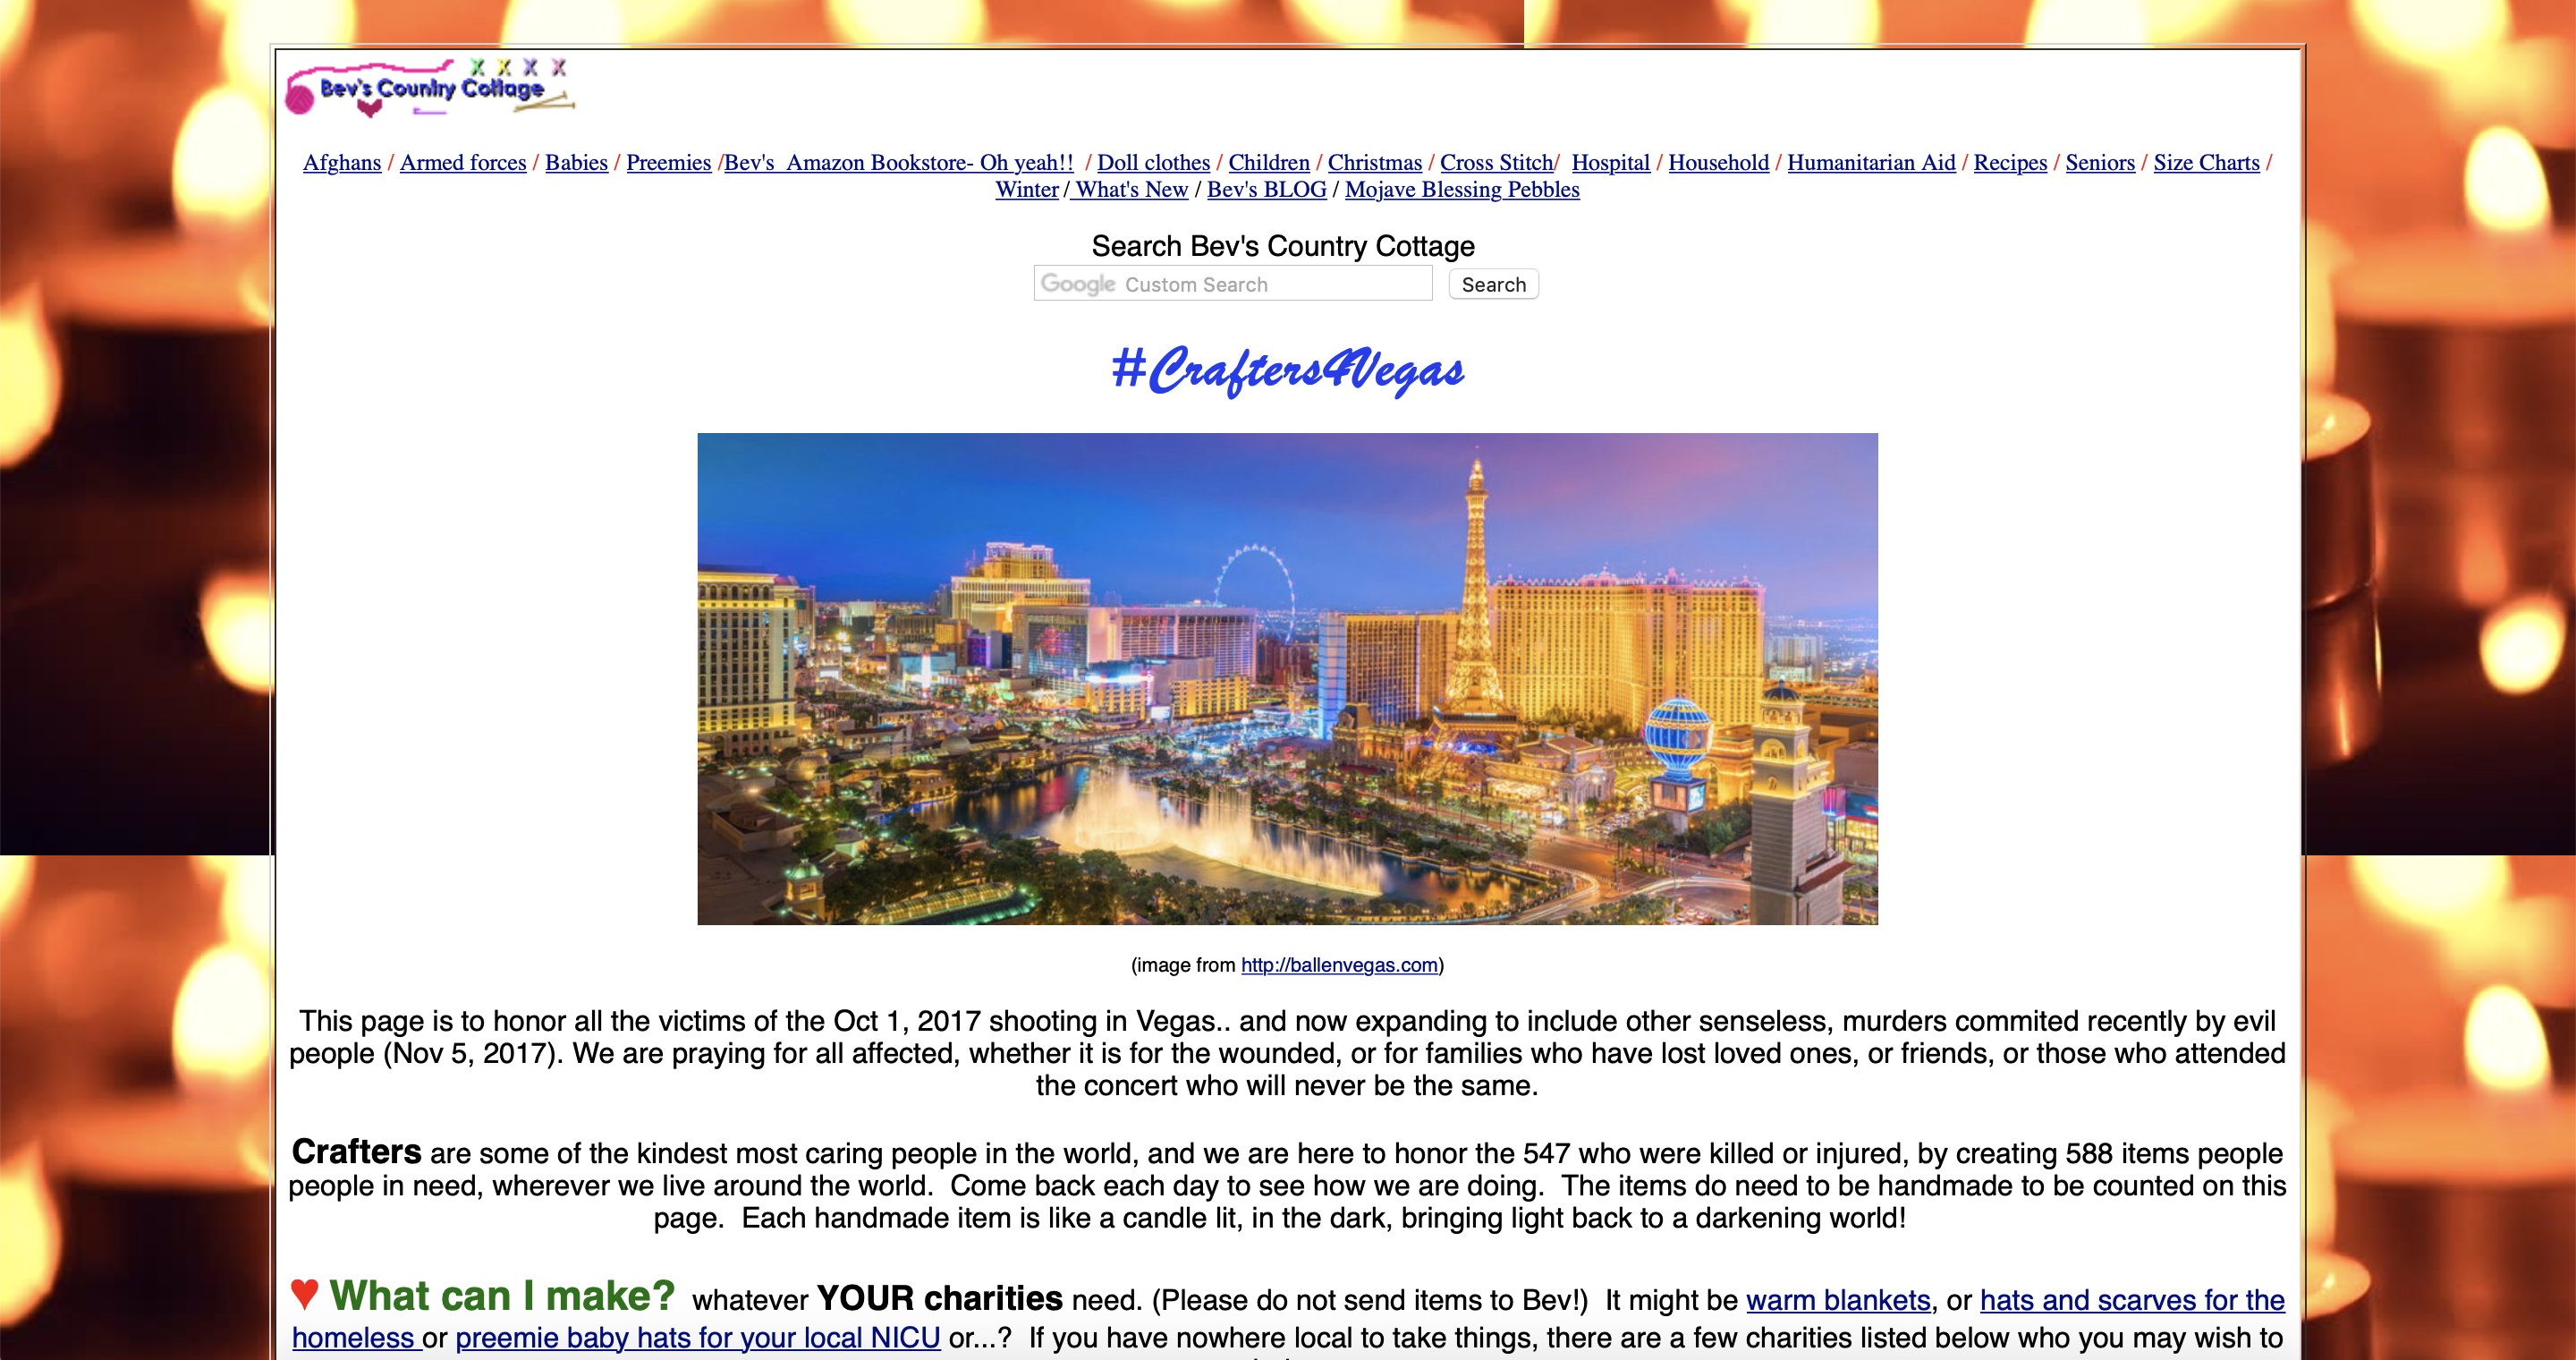 Bev's Country Cottage
Afghans / Armed forces / Babies / Preemies /Bev's  Amazon Bookstore- Oh yeah!!  / Doll clothes / Children / Christmas / Cross Stitch/  Hospital / Household / Humanitarian Aid / Recipes / Seniors / Size Charts /
Winter / What's New / Bev's BLOG / Mojave Blessing Pebbles
Search Bev's Country Cottage
Google Custom Search Search
#Crafters4Vegas
(image from http://ballenvegas.com)
This page is to honor all the victims of the Oct 1, 2017 shooting in Vegas.. and now expanding to include other senseless, murders commited recently by evil
people (Nov 5, 2017). We are praying for all affected, whether it is for the wounded, or for families who have lost loved ones, or friends, or those who attended
the concert who will never be the same.
Crafters are some of the kindest most caring people in the world, and we are here to honor the 547 who were killed or injured, by creating 588 items people
people in need, wherever we live around the world.  Come back each day to see how we are doing.  The items do need to be handmade to be counted on this
page.  Each handmade item is like a candle lit, in the dark, bringing light back to a darkening world!
♥ What can I make?  whatever YOUR charities need. (Please do not send items to Bev!)  It might be warm blankets, or hats and scarves for the
homeless or preemie baby hats for your local NICU or...?  If you have nowhere local to take things, there are a few charities listed below who you may wish to